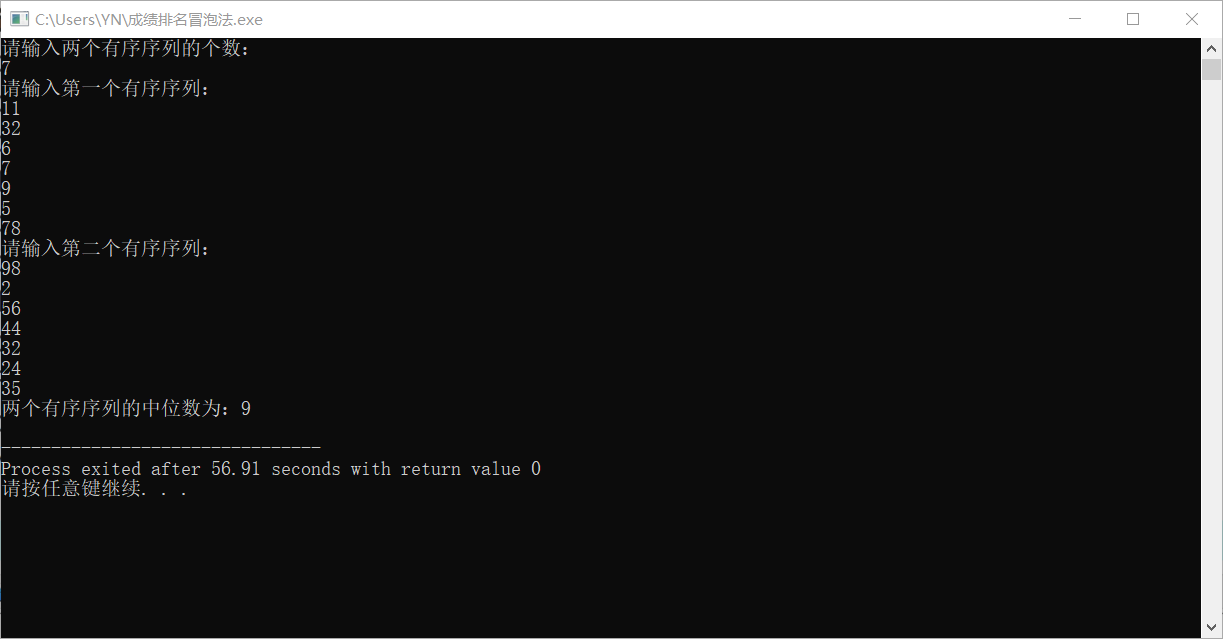 C:\Users\YN\成绩排名冒泡法.exe
请输入两个有序序列的个数：
7
请输入第一个有序序列：
11
32
6
7
9
5
78
请输入第二个有序序列：
98
2
56
44
32
24
35
两个有序序列的中位数为：9
--------------------------------
Process exited after 56.91 seconds with return value 0
请按任意键继续. . .